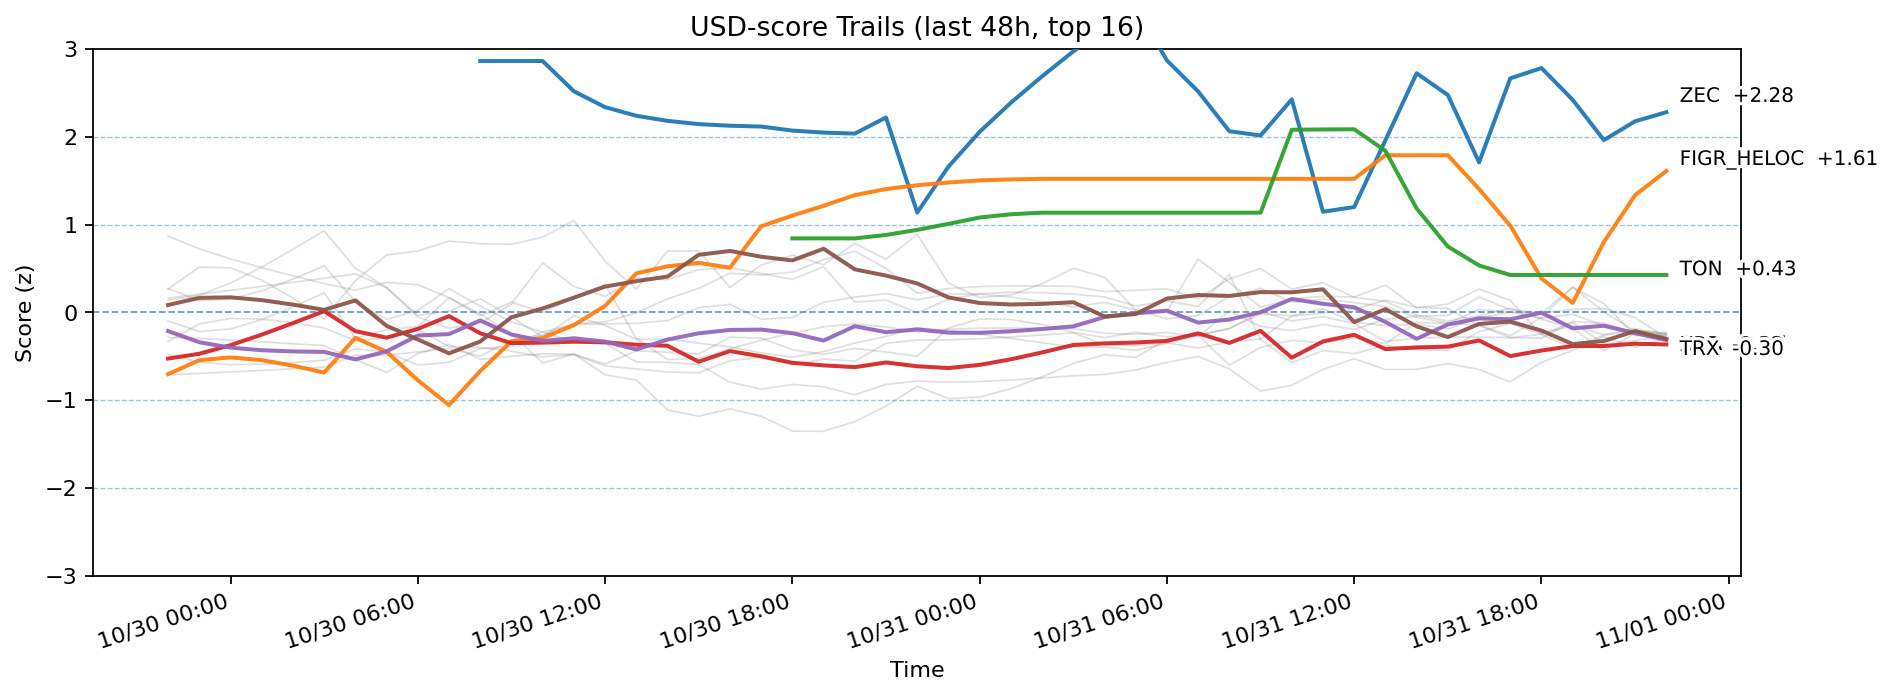 USD-score Trails (last 48h, top 16)
3
2
1
0
−1
−2
−3
Score (z)
ZEC +2.28
FIGR_HELOC +1.61
TON +0.43
TRX -0.30
10/30 00:00
10/30 06:00
10/30 12:00
10/30 18:00
10/31 00:00
10/31 06:00
10/31 12:00
10/31 18:00
11/01 00:00
Time